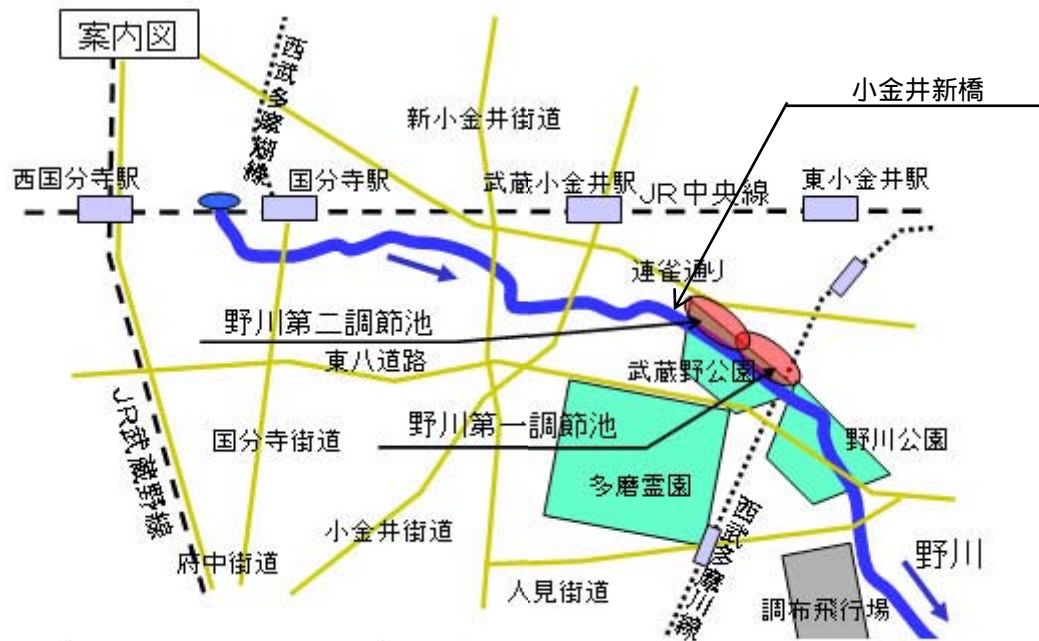 案内図
小金井新橋
西武多摩湖線
新小金井街道
西国分寺駅
国分寺駅
武蔵小金井駅
JR中央線
東小金井駅
連雀通り
野川第二調節池
東八道路
武蔵野公園
JR武蔵野線
国分寺街道
野川第一調節池
野川公園
多磨霊園
小金井街道
府中街道
人見街道
西武多摩川線
野川
調布飛行場